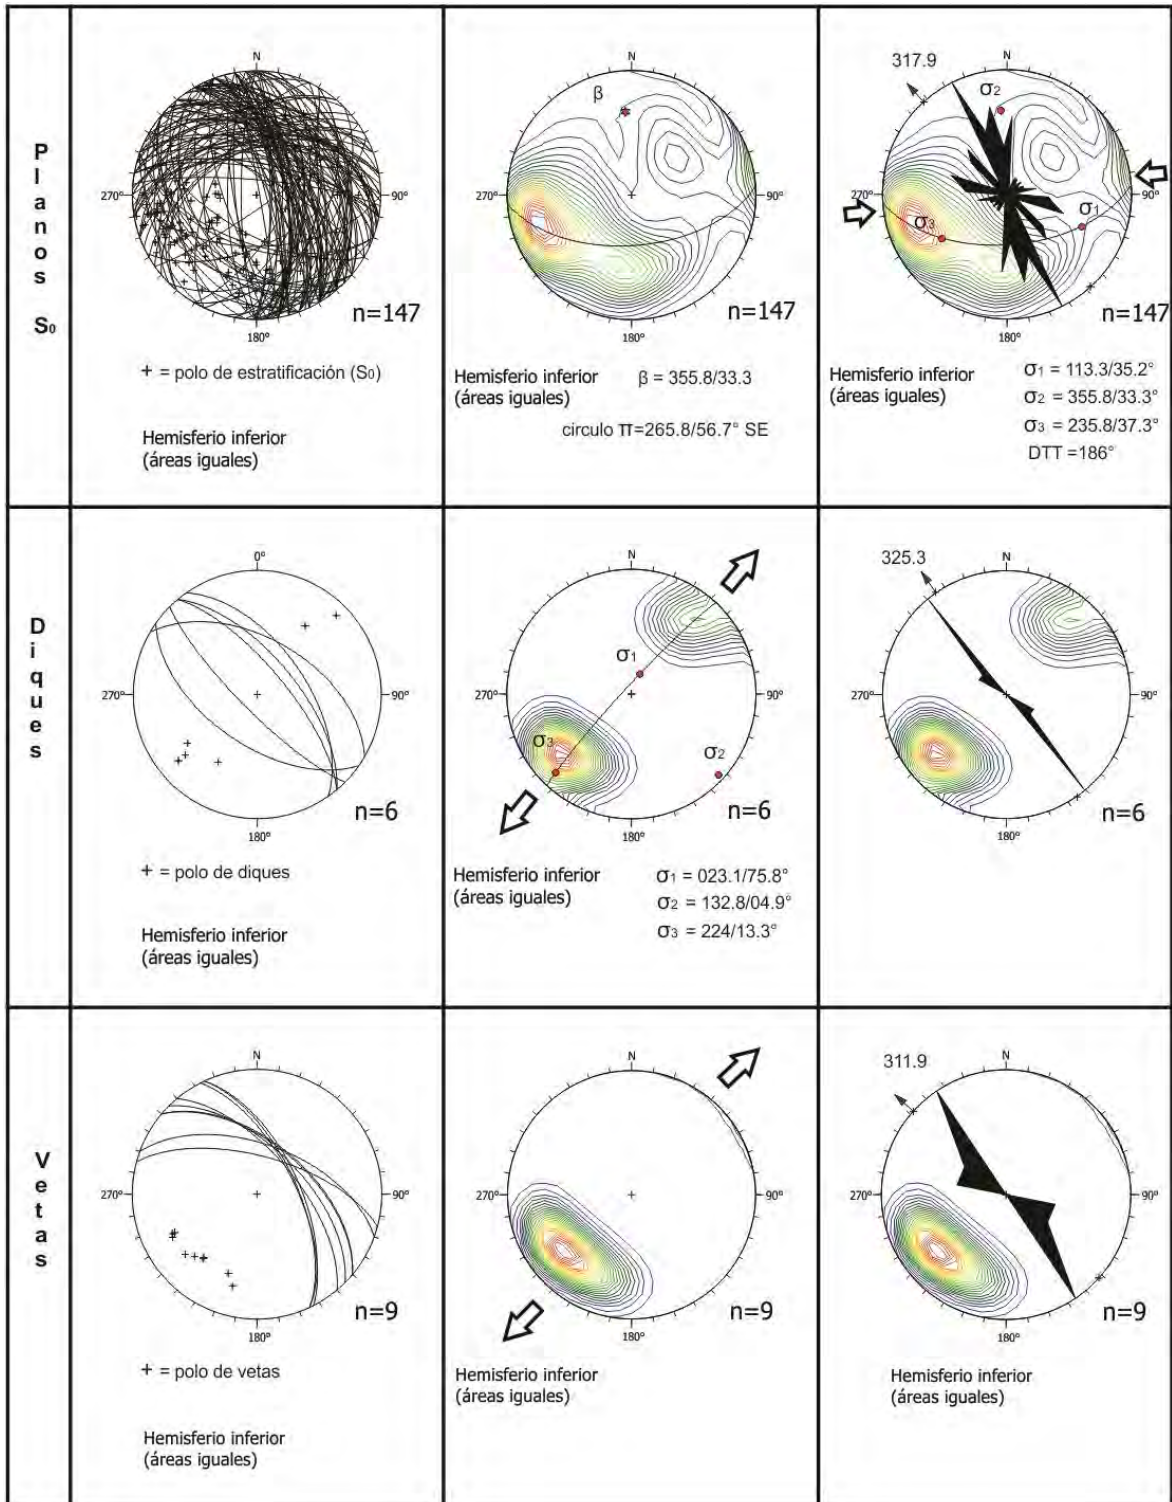 Planos S₀
N
270°
90°
180°
n=147
+ = polo de estratificación (S₀)
Hemisferio inferior
(áreas iguales)
N
β
270°
90°
180°
n=147
Hemisferio inferior
(áreas iguales)
β = 355.8/33.3
circulo π=265.8/56.7° SE
317.9
N
σ₂
270°
90°
σ₁
σ₃
180°
n=147
Hemisferio inferior
(áreas iguales)
σ₁ = 113.3/35.2°
σ₂ = 355.8/33.3°
σ₃ = 235.8/37.3°
DTT =186°
Diques
0°
270°
90°
180°
n=6
+ = polo de diques
Hemisferio inferior
(áreas iguales)
N
σ₁
270°
90°
σ₃
σ₂
180°
n=6
Hemisferio inferior
(áreas iguales)
σ₁ = 023.1/75.8°
σ₂ = 132.8/04.9°
σ₃ = 224/13.3°
325.3
N
270°
90°
180°
n=6
Vetas
N
270°
90°
180°
n=9
+ = polo de vetas
Hemisferio inferior
(áreas iguales)
N
270°
90°
180°
n=9
Hemisferio inferior
(áreas iguales)
311.9
N
270°
90°
180°
n=9
Hemisferio inferior
(áreas iguales)